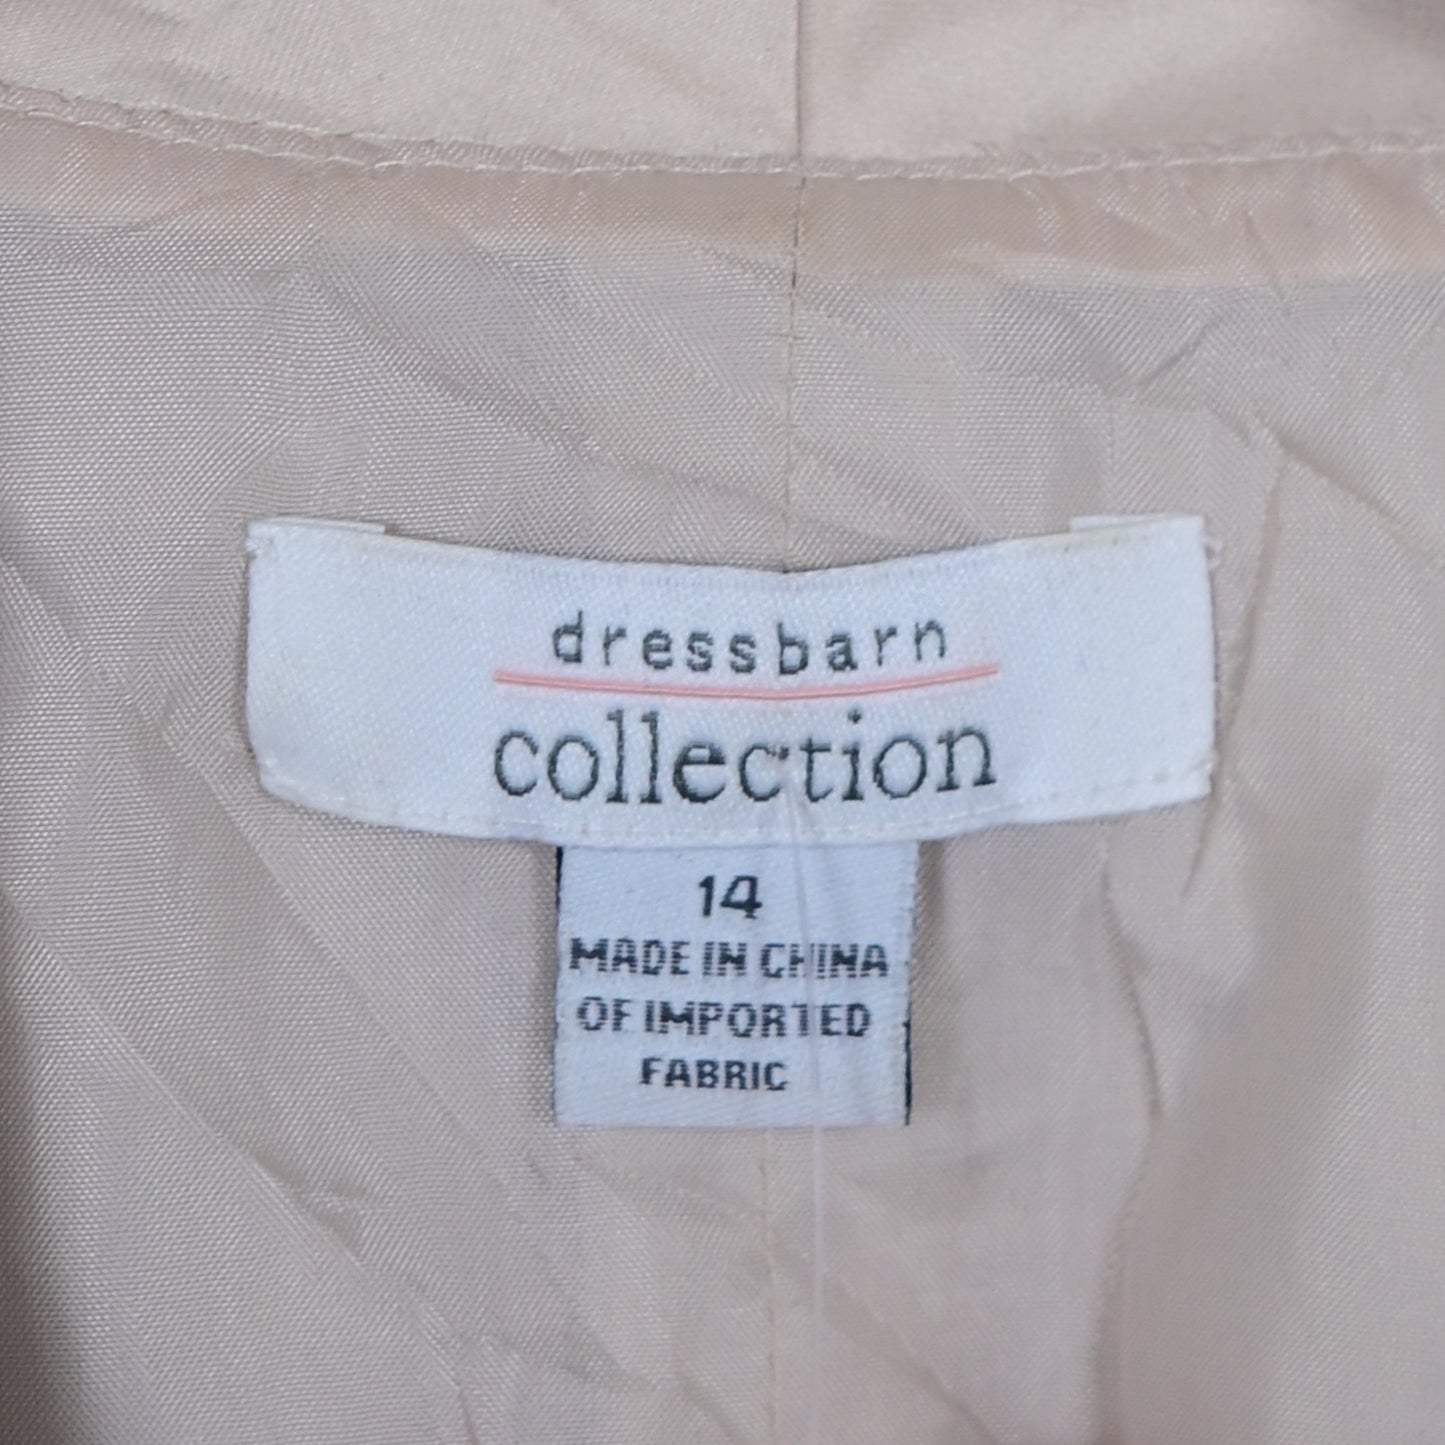 dressbarn
collection
14
MADE IN CHINA
OF IMPORTED
FABRIC